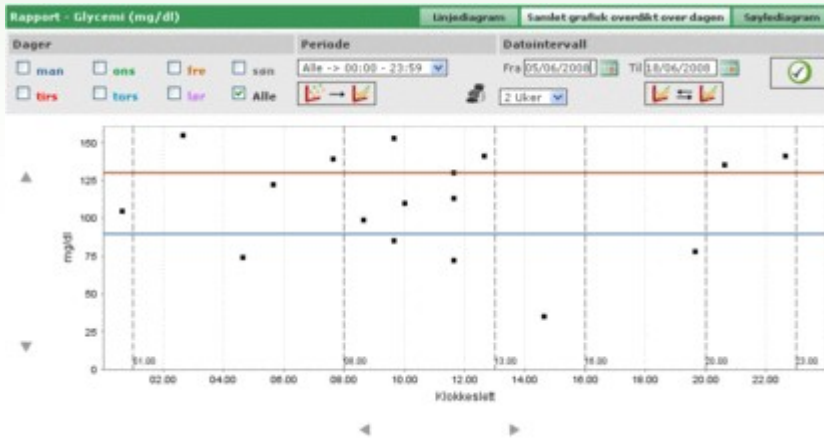 Rapport - Glycemi (mg/dl) Linjediagram Samlet grafisk overdikt over dagen Søylediagram
Dager Periode Datointervall
man ons fre søn Alle -> 00:00 - 23:59 Fra 05/06/2008 Til 18/06/2008
tirs tors lør Alle 2 Uker
150
125
100
75
50
25
0
mg/dl
01.00 08.00 13.00 16.00 20.00 23.00
02.00 04.00 06.00 08.00 10.00 12.00 14.00 16.00 18.00 20.00 22.00
Klokkeslett